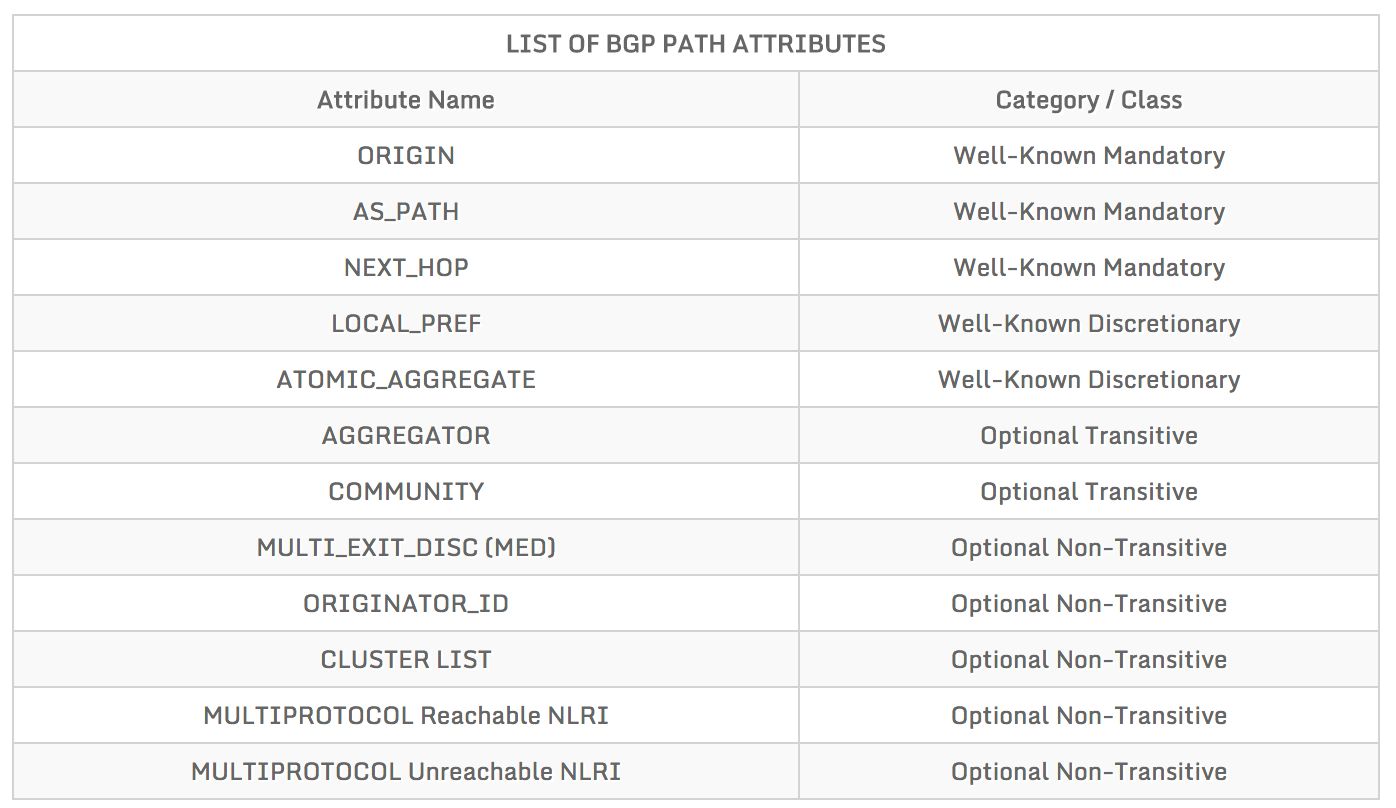 LIST OF BGP PATH ATTRIBUTES
Attribute Name Category / Class
ORIGIN Well-Known Mandatory
AS_PATH Well-Known Mandatory
NEXT_HOP Well-Known Mandatory
LOCAL_PREF Well-Known Discretionary
ATOMIC_AGGREGATE Well-Known Discretionary
AGGREGATOR Optional Transitive
COMMUNITY Optional Transitive
MULTI_EXIT_DISC (MED) Optional Non-Transitive
ORIGINATOR_ID Optional Non-Transitive
CLUSTER LIST Optional Non-Transitive
MULTIPROTOCOL Reachable NLRI Optional Non-Transitive
MULTIPROTOCOL Unreachable NLRI Optional Non-Transitive